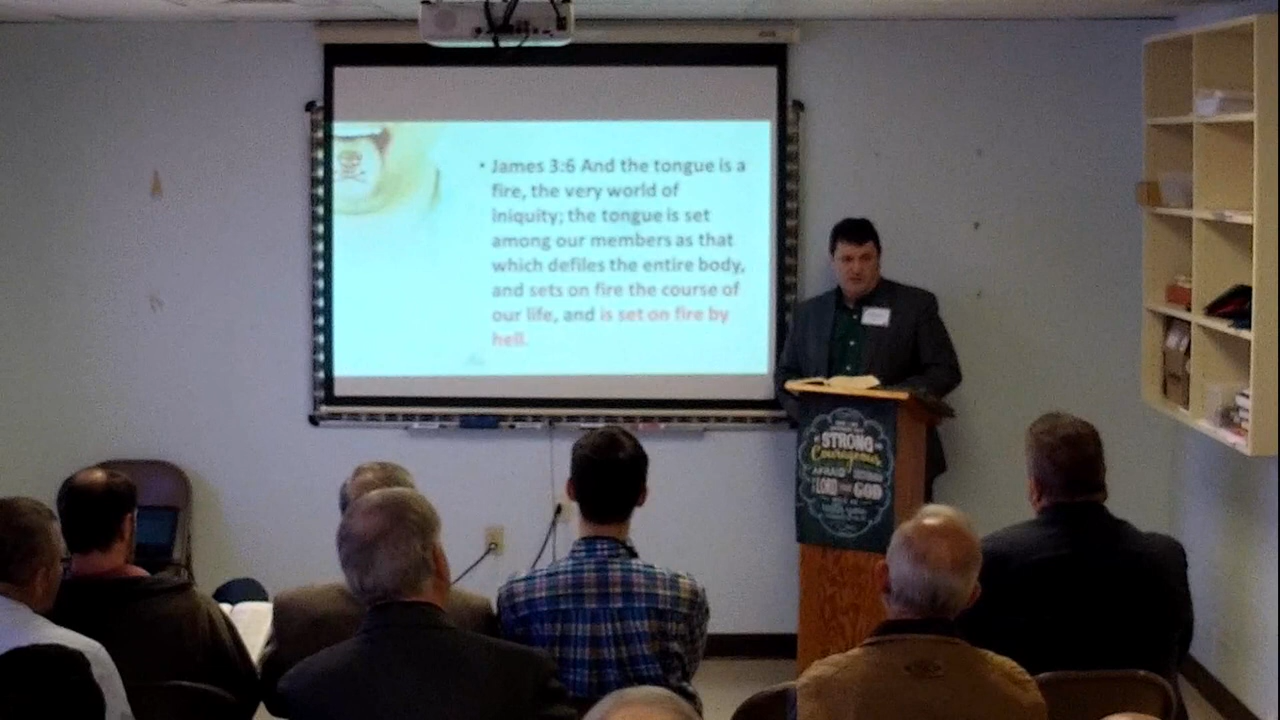 • James 3:6 And the tongue is a
fire, the very world of
iniquity; the tongue is set
among our members as that
which defiles the entire body,
and sets on fire the course of
our life, and is set on fire by
hell.
STRONG
Courageous
AFRAID
LORD YOUR GOD